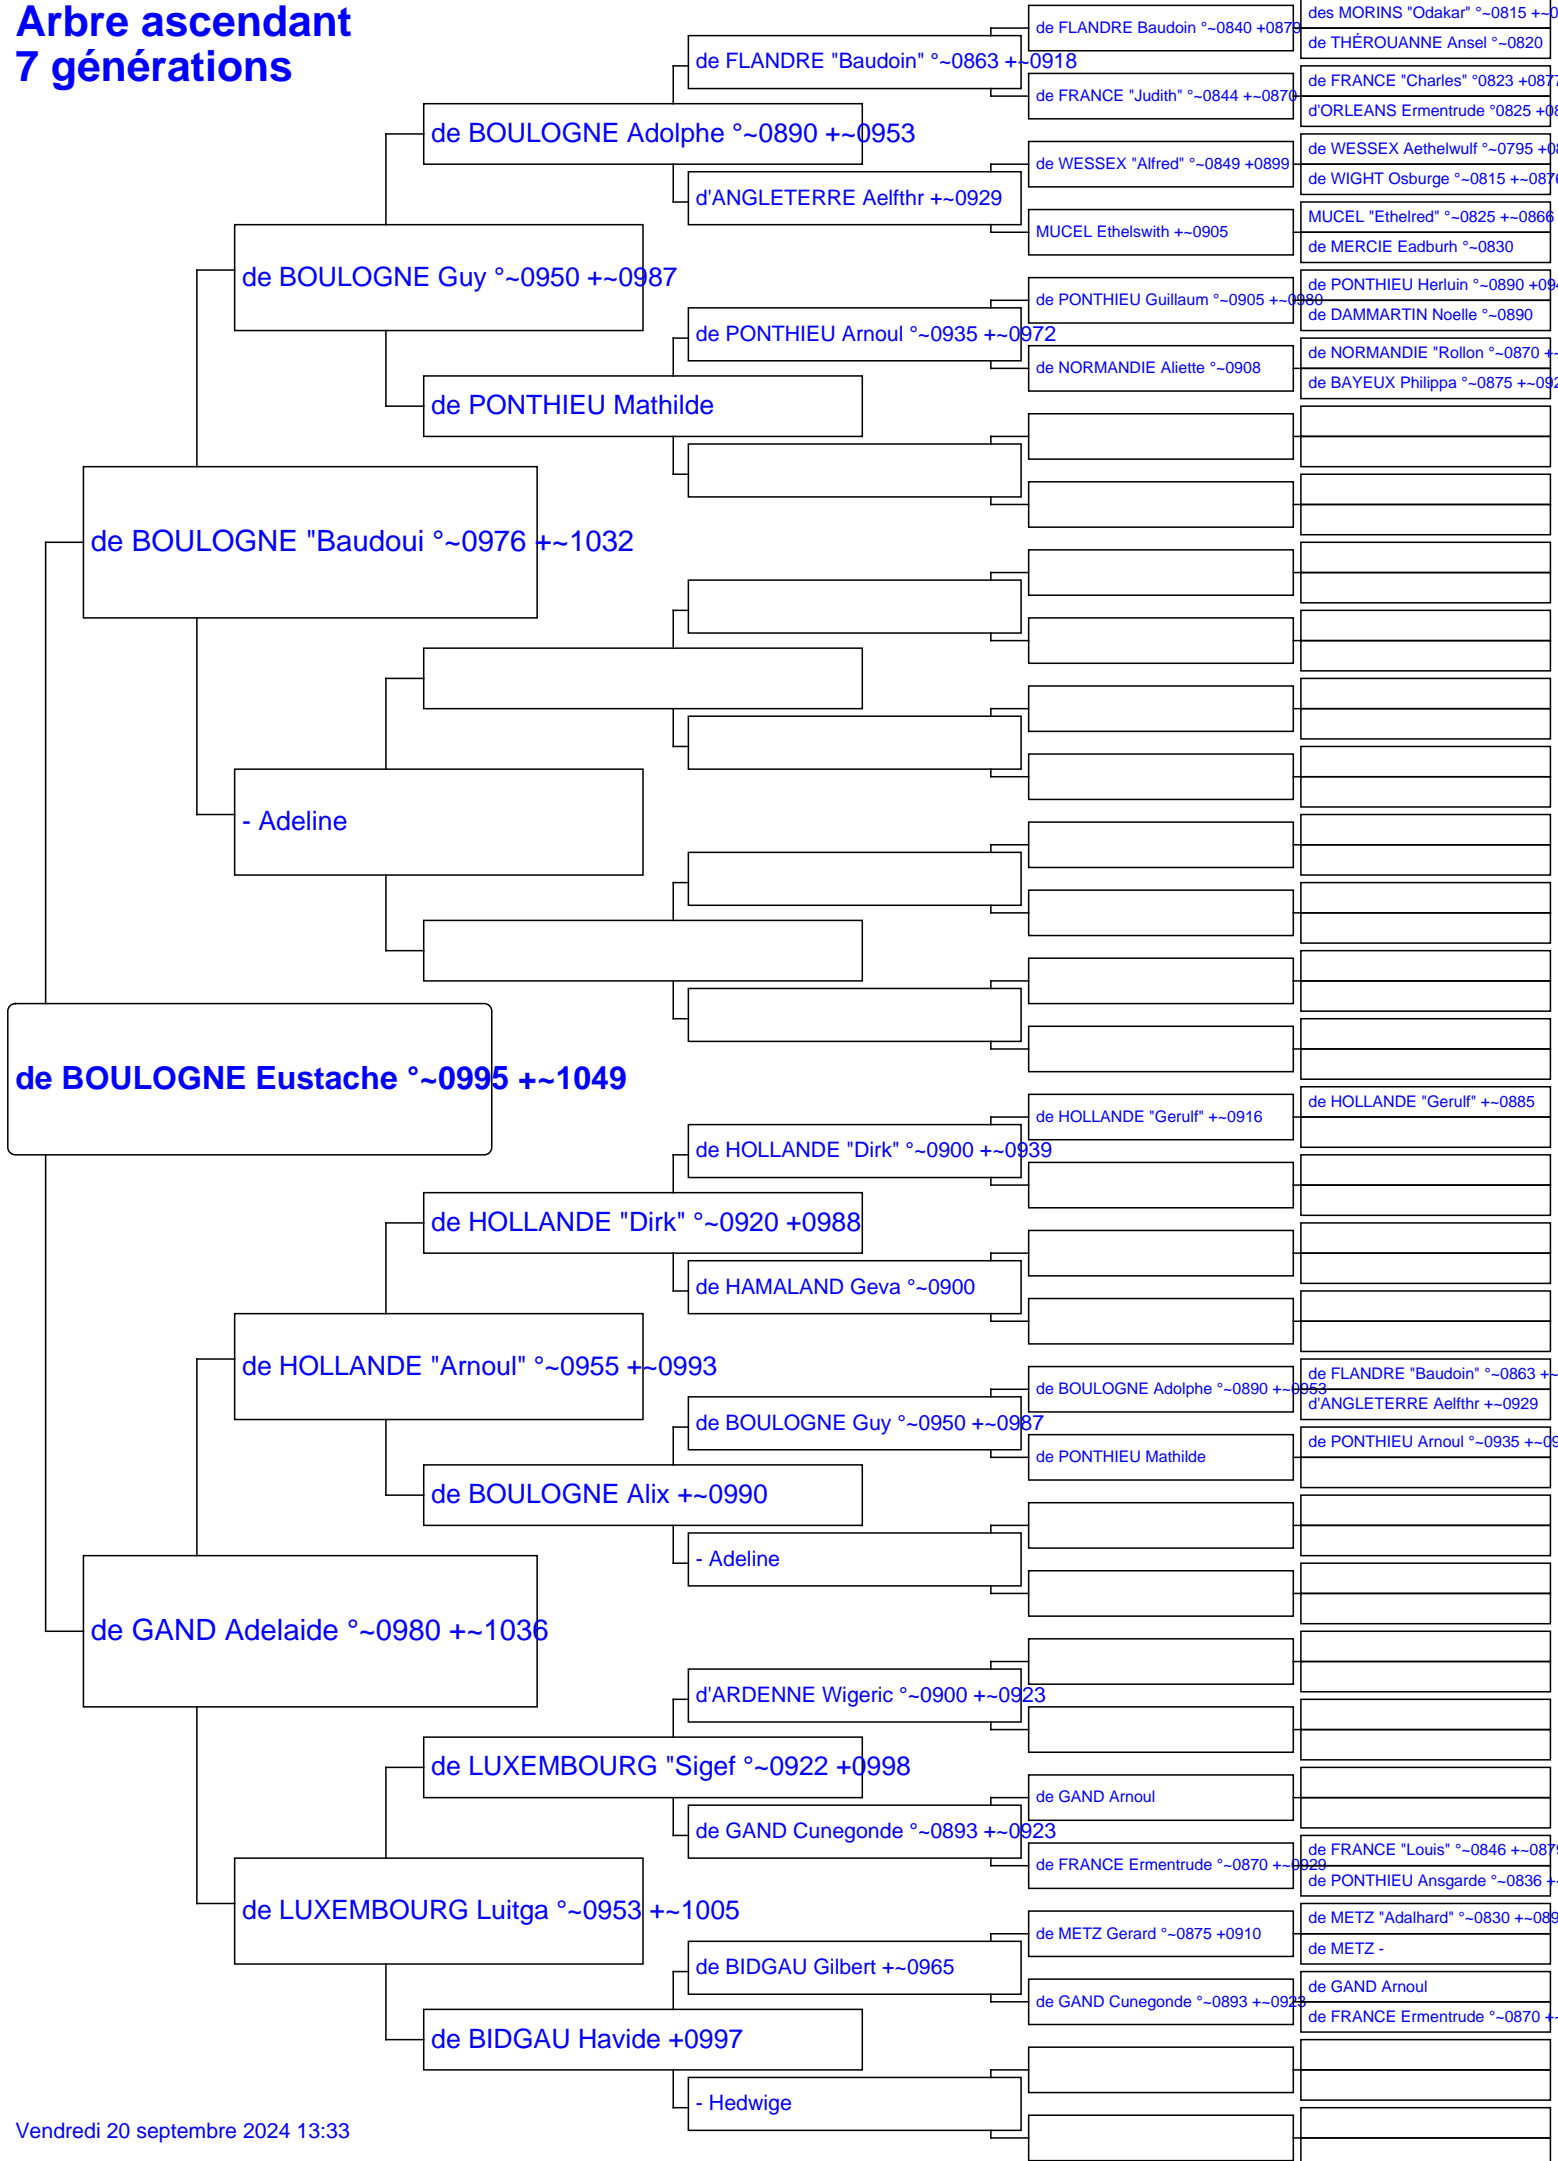 Arbre ascendant
7 générations
de BOULOGNE Eustache °~0995 +~1049
de BOULOGNE "Baudoui °~0976 +~1032
de GAND Adelaide °~0980 +~1036
de BOULOGNE Guy °~0950 +~0987
- Adeline
de HOLLANDE "Arnoul" °~0955 +~0993
de LUXEMBOURG Luitga °~0953 +~1005
de BOULOGNE Adolphe °~0890 +~0953
de PONTHIEU Mathilde
de HOLLANDE "Dirk" °~0920 +0988
de BOULOGNE Alix +~0990
de LUXEMBOURG "Sigef °~0922 +0998
de BIDGAU Havide +0997
de FLANDRE "Baudoin" °~0863 +~0918
d'ANGLETERRE Aelfthr +~0929
de PONTHIEU Arnoul °~0935 +~0972
de HOLLANDE "Dirk" °~0900 +~0939
de HAMALAND Geva °~0900
de BOULOGNE Guy °~0950 +~0987
- Adeline
d'ARDENNE Wigeric °~0900 +~0923
de GAND Cunegonde °~0893 +~0923
de BIDGAU Gilbert +~0965
- Hedwige
de FLANDRE Baudoin °~0840 +0879
de FRANCE "Judith" °~0844 +~0870
de WESSEX "Alfred" °~0849 +0899
MUCEL Ethelswith +~0905
de PONTHIEU Guillaum °~0905 +~0980
de NORMANDIE Aliette °~0908
de HOLLANDE "Gerulf" +~0916
de BOULOGNE Adolphe °~0890 +~0953
de PONTHIEU Mathilde
de GAND Arnoul
de FRANCE Ermentrude °~0870 +~0929
de METZ Gerard °~0875 +0910
de GAND Cunegonde °~0893 +~0923
des MORINS "Odakar" °~0815 +~0
de THÉROUANNE Ansel °~0820
de FRANCE "Charles" °0823 +0877
d'ORLEANS Ermentrude °0825 +08
de WESSEX Aethelwulf °~0795 +08
de WIGHT Osburge °~0815 +~0876
MUCEL "Ethelred" °~0825 +~0866
de MERCIE Eadburh °~0830
de PONTHIEU Herluin °~0890 +094
de DAMMARTIN Noelle °~0890
de NORMANDIE "Rollon °~0870 +~
de BAYEUX Philippa °~0875 +~092
de HOLLANDE "Gerulf" +~0885
de FLANDRE "Baudoin" °~0863 +~
d'ANGLETERRE Aelfthr +~0929
de PONTHIEU Arnoul °~0935 +~09
de FRANCE "Louis" °~0846 +~0879
de PONTHIEU Ansgarde °~0836 +~
de METZ "Adalhard" °~0830 +~089
de METZ -
de GAND Arnoul
de FRANCE Ermentrude °~0870 +~
Vendredi 20 septembre 2024 13:33